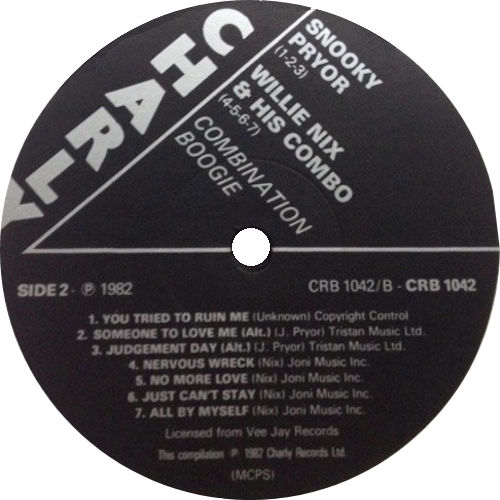 CHARLY
SNOOKY
PRYOR
(1-2-3)
WILLIE NIX
& HIS COMBO
(4-5-6-7)
COMBINATION
BOOGIE
SIDE 2 - ℗ 1982
CRB 1042/B - CRB 1042
1. YOU TRIED TO RUIN ME (Unknown) Copyright Control
2. SOMEONE TO LOVE ME (Alt.) (J. Pryor) Tristan Music Ltd.
3. JUDGEMENT DAY (Alt.) (J. Pryor) Tristan Music Ltd.
4. NERVOUS WRECK (Nix) Joni Music Inc.
5. NO MORE LOVE (Nix) Joni Music Inc.
6. JUST CAN'T STAY (Nix) Joni Music Inc.
7. ALL BY MYSELF (Nix) Joni Music Inc.
Licensed from Vee Jay Records
This compilation ℗ 1982 Charly Records Ltd.
(MCPS)